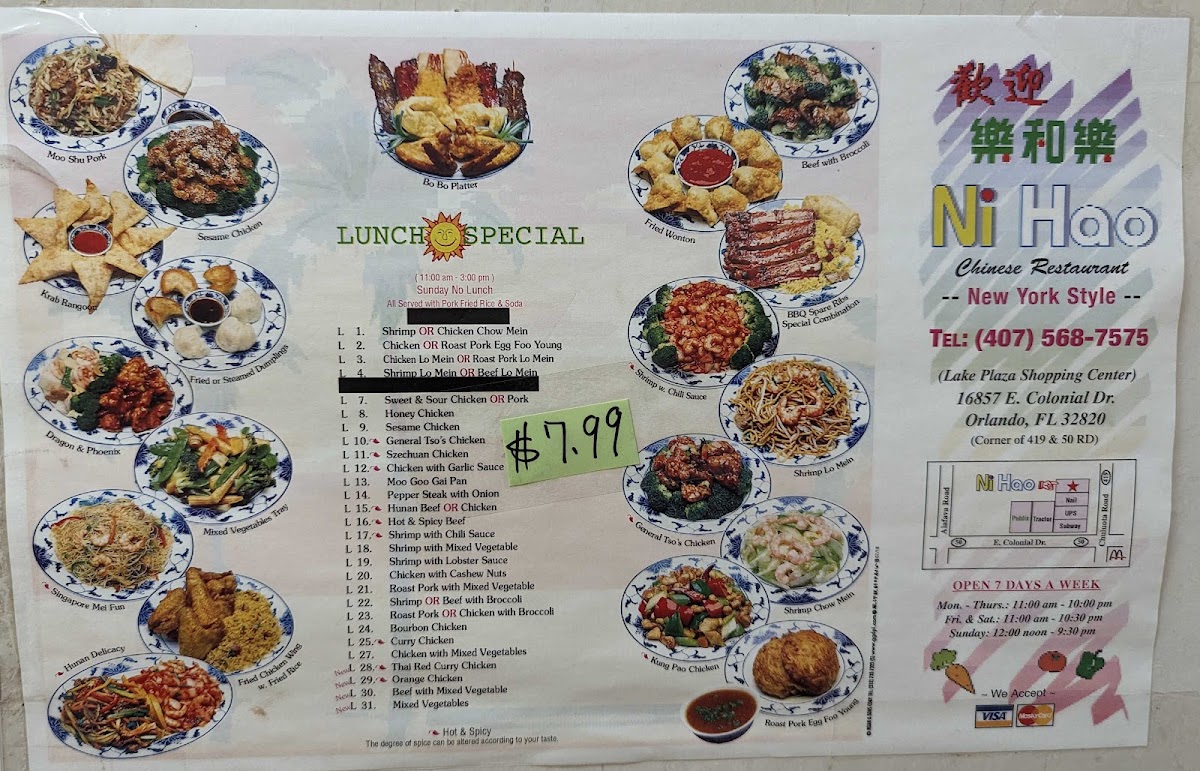 Moo Shu Pork
Sesame Chicken
Krab Rangoon
Fried or Steamed Dumplings
Dragon & Phoenix
Mixed Vegetables Tray
Singapore Mei Fun
Fried Chicken Wing
w. Fried Rice
Hunan Delicacy
Bo Bo Platter
LUNCH SPECIAL
( 11:00 am - 3:00 pm )
Sunday No Lunch
All Served with Pork Fried Rice & Soda
L 1. Shrimp OR Chicken Chow Mein
L 2. Chicken OR Roast Pork Egg Foo Young
L 3. Chicken Lo Mein OR Roast Pork Lo Mein
L 4. Shrimp Lo Mein OR Beef Lo Mein
L 7. Sweet & Sour Chicken OR Pork
L 8. Honey Chicken
L 9. Sesame Chicken
L 10. General Tso's Chicken
L 11. Szechuan Chicken
L 12. Chicken with Garlic Sauce
L 13. Moo Goo Gai Pan
L 14. Pepper Steak with Onion
L 15. Hunan Beef OR Chicken
L 16. Hot & Spicy Beef
L 17. Shrimp with Chili Sauce
L 18. Shrimp with Mixed Vegetable
L 19. Shrimp with Lobster Sauce
L 20. Chicken with Cashew Nuts
L 21. Roast Pork with Mixed Vegetable
L 22. Shrimp OR Beef with Broccoli
L 23. Roast Pork OR Chicken with Broccoli
L 24. Bourbon Chicken
L 25. Curry Chicken
L 27. Chicken with Mixed Vegetables
New L 28. Thai Red Curry Chicken
New L 29. Orange Chicken
New L 30. Beef with Mixed Vegetable
New L 31. Mixed Vegetables
$7.99
Hot & Spicy
The degree of spice can be altered according to your taste.
Beef with Broccoli
Fried Wonton
BBQ Spare Ribs
Special Combination
Shrimp w. Chili Sauce
Shrimp Lo Mein
General Tso's Chicken
Shrimp Chow Mein
Kung Pao Chicken
Roast Pork Egg Foo Young
歡迎
樂和樂
Ni Hao
Chinese Restaurant
-- New York Style --
TEL: (407) 568-7575
(Lake Plaza Shopping Center)
16857 E. Colonial Dr.
Orlando, FL 32820
(Corner of 419 & 50 RD)
Ni Hao
Alafaya Road
Nail
Publix
Tractor
UPS
Subway
Chuluota Road
419
50
E. Colonial Dr.
50
OPEN 7 DAYS A WEEK
Mon. - Thurs.: 11:00 am - 10:00 pm
Fri. & Sat.: 11:00 am - 10:30 pm
Sunday: 12:00 noon - 9:30 pm
~ We Accept ~
VISA
MasterCard